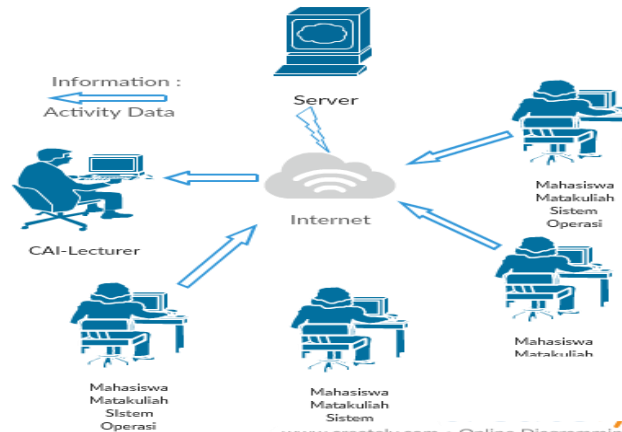 Information :
Activity Data
Server
Internet
CAI-Lecturer
Mahasiswa
Matakuliah
Sistem
Operasi
Mahasiswa
Matakuliah
Mahasiswa
Matakuliah
SIstem
Operasi
Mahasiswa
Matakuliah
Sistem